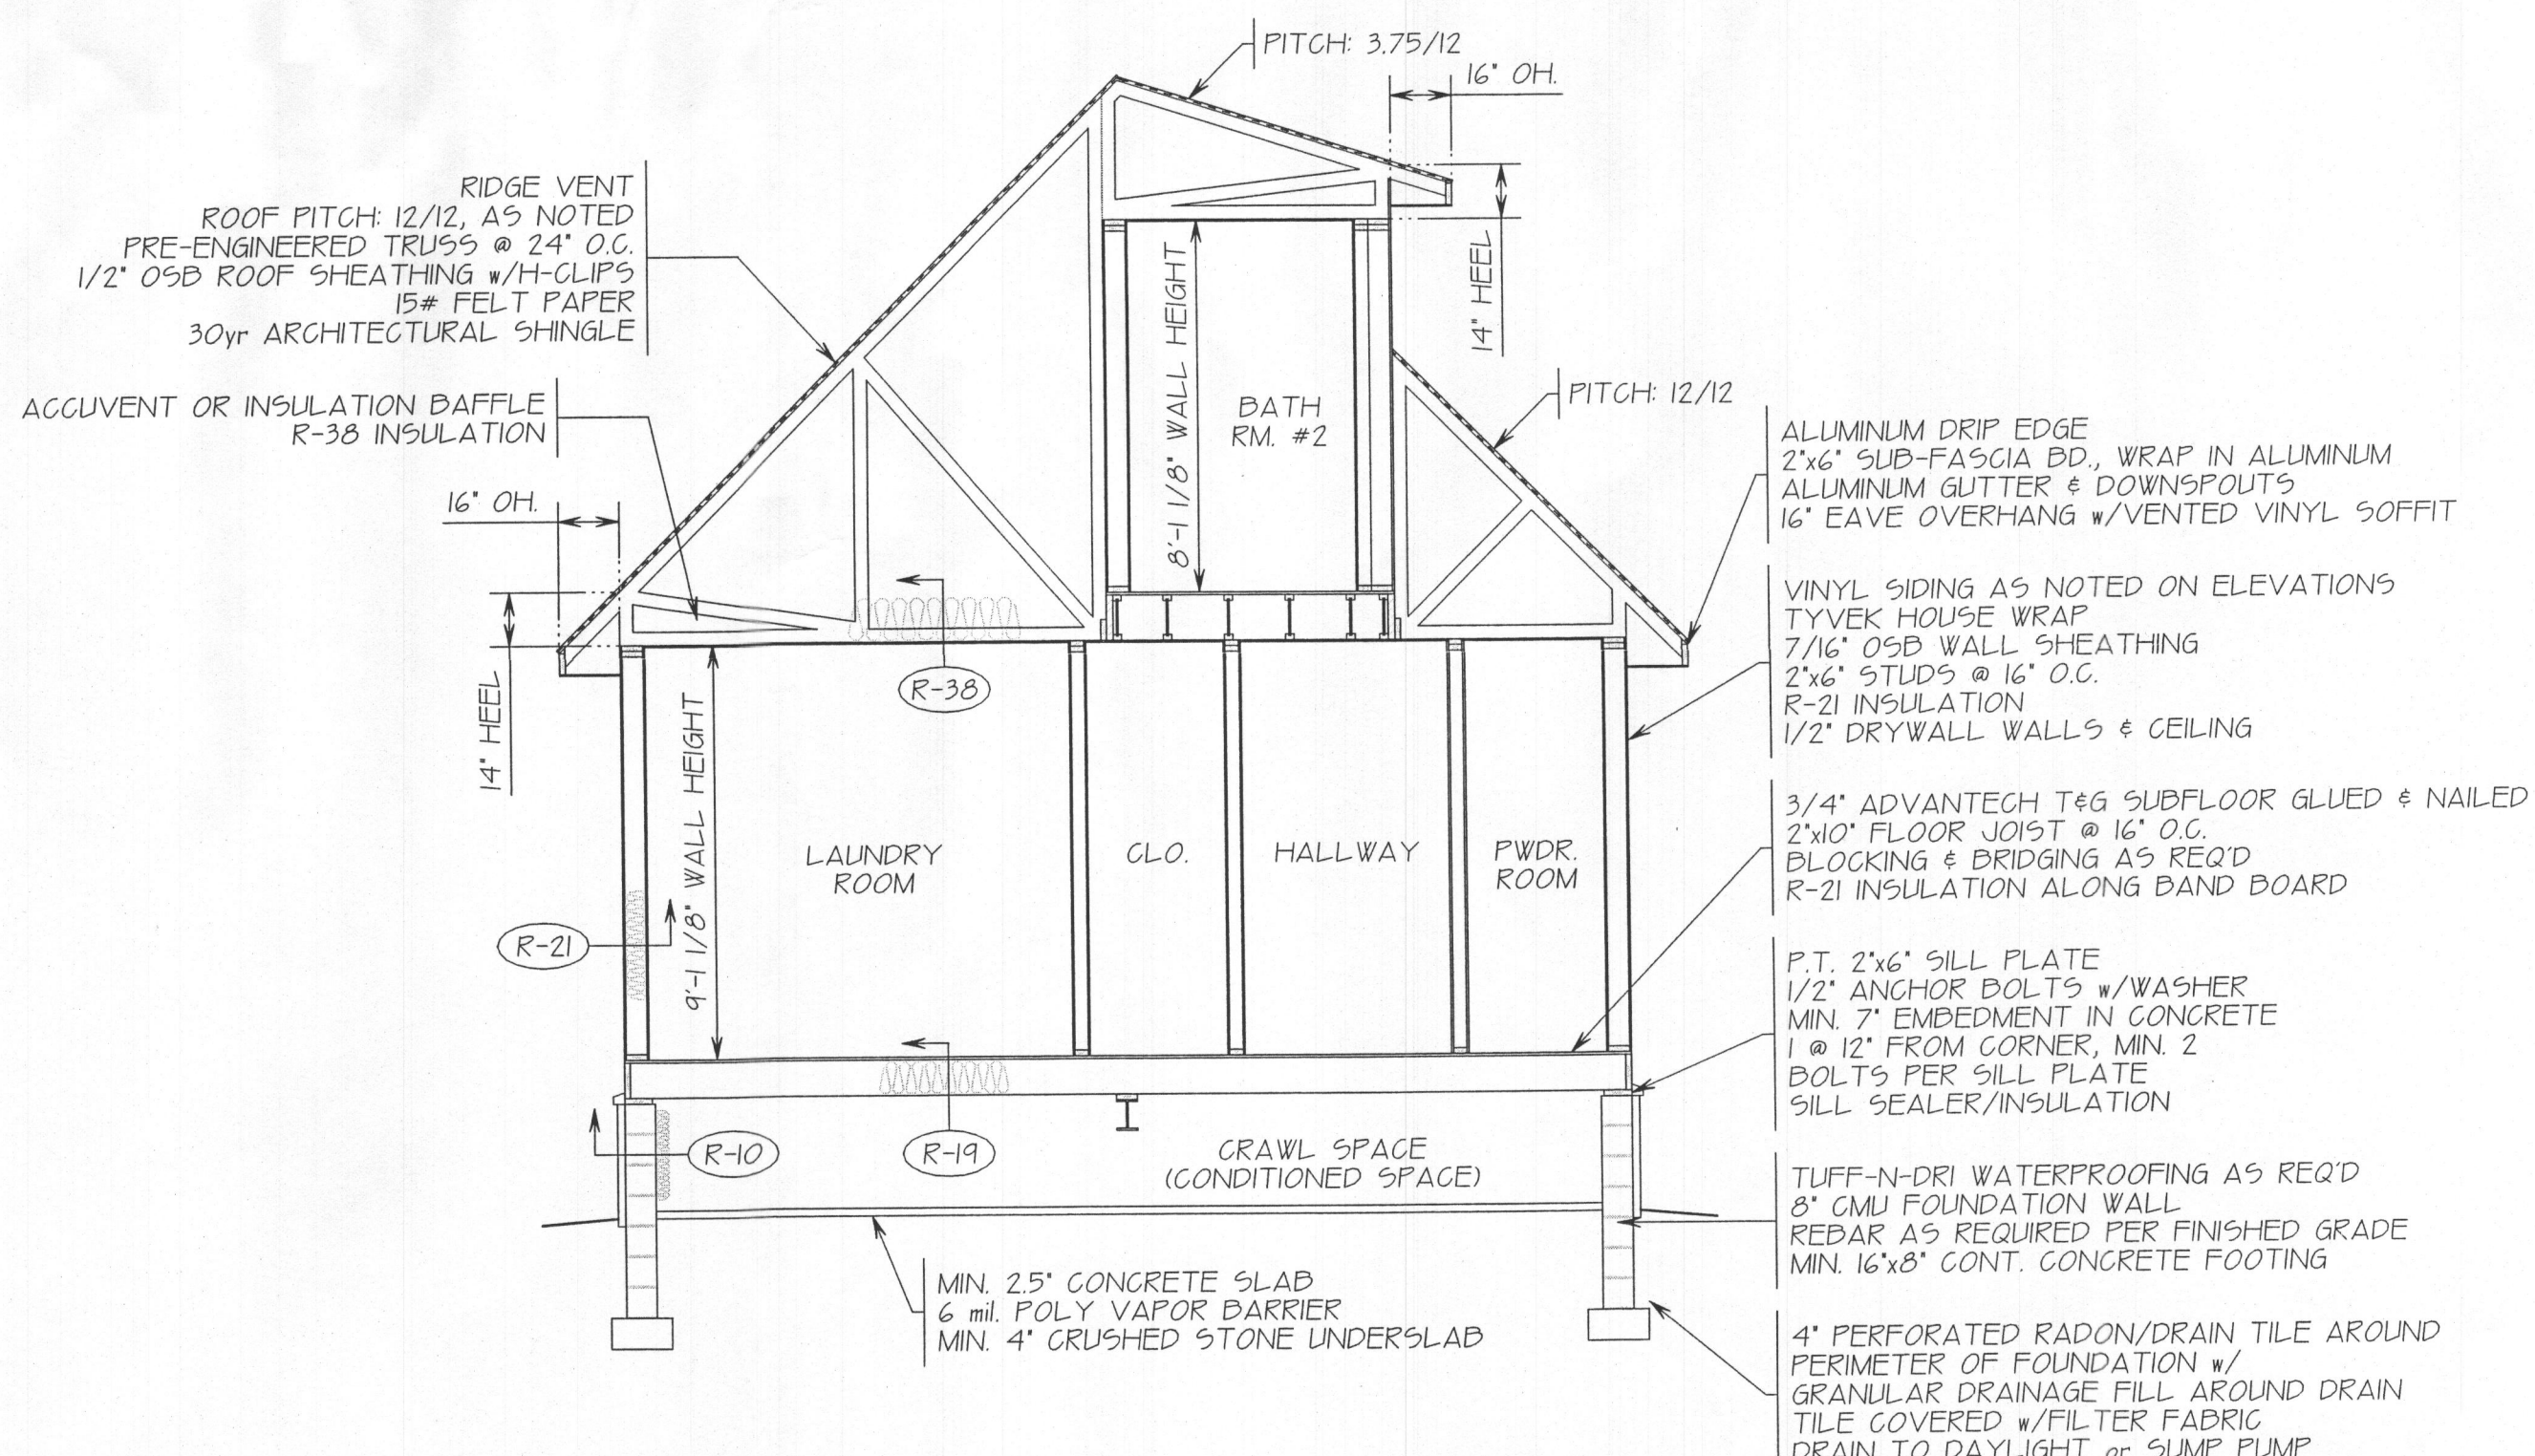 PITCH: 3.75/12
16" OH.
RIDGE VENT
ROOF PITCH: 12/12, AS NOTED
PRE-ENGINEERED TRUSS @ 24" O.C.
1/2" OSB ROOF SHEATHING w/H-CLIPS
15# FELT PAPER
30yr ARCHITECTURAL SHINGLE
14" HEEL
8'-1 1/8" WALL HEIGHT
BATH
RM. #2
PITCH: 12/12
ACCUVENT OR INSULATION BAFFLE
R-38 INSULATION
16" OH.
14" HEEL
ALUMINUM DRIP EDGE
2"x6" SUB-FASCIA BD., WRAP IN ALUMINUM
ALUMINUM GUTTER & DOWNSPOUTS
16" EAVE OVERHANG w/VENTED VINYL SOFFIT
VINYL SIDING AS NOTED ON ELEVATIONS
TYVEK HOUSE WRAP
7/16" OSB WALL SHEATHING
2"x6" STUDS @ 16" O.C.
R-21 INSULATION
1/2" DRYWALL WALLS & CEILING
R-38
9'-1 1/8" WALL HEIGHT
LAUNDRY
ROOM
CLO.
HALLWAY
PWDR.
ROOM
R-21
3/4" ADVANTECH T&G SUBFLOOR GLUED & NAILED
2"x10" FLOOR JOIST @ 16" O.C.
BLOCKING & BRIDGING AS REQ'D
R-21 INSULATION ALONG BAND BOARD
P.T. 2"x6" SILL PLATE
1/2" ANCHOR BOLTS w/WASHER
MIN. 7" EMBEDMENT IN CONCRETE
1 @ 12" FROM CORNER, MIN. 2
BOLTS PER SILL PLATE
SILL SEALER/INSULATION
R-10
R-19
CRAWL SPACE
(CONDITIONED SPACE)
TUFF-N-DRI WATERPROOFING AS REQ'D
8" CMU FOUNDATION WALL
REBAR AS REQUIRED PER FINISHED GRADE
MIN. 16"x8" CONT. CONCRETE FOOTING
MIN. 2.5" CONCRETE SLAB
6 mil. POLY VAPOR BARRIER
MIN. 4" CRUSHED STONE UNDERSLAB
4" PERFORATED RADON/DRAIN TILE AROUND
PERIMETER OF FOUNDATION w/
GRANULAR DRAINAGE FILL AROUND DRAIN
TILE COVERED w/FILTER FABRIC
DRAIN TO DAYLIGHT or SUMP PUMP